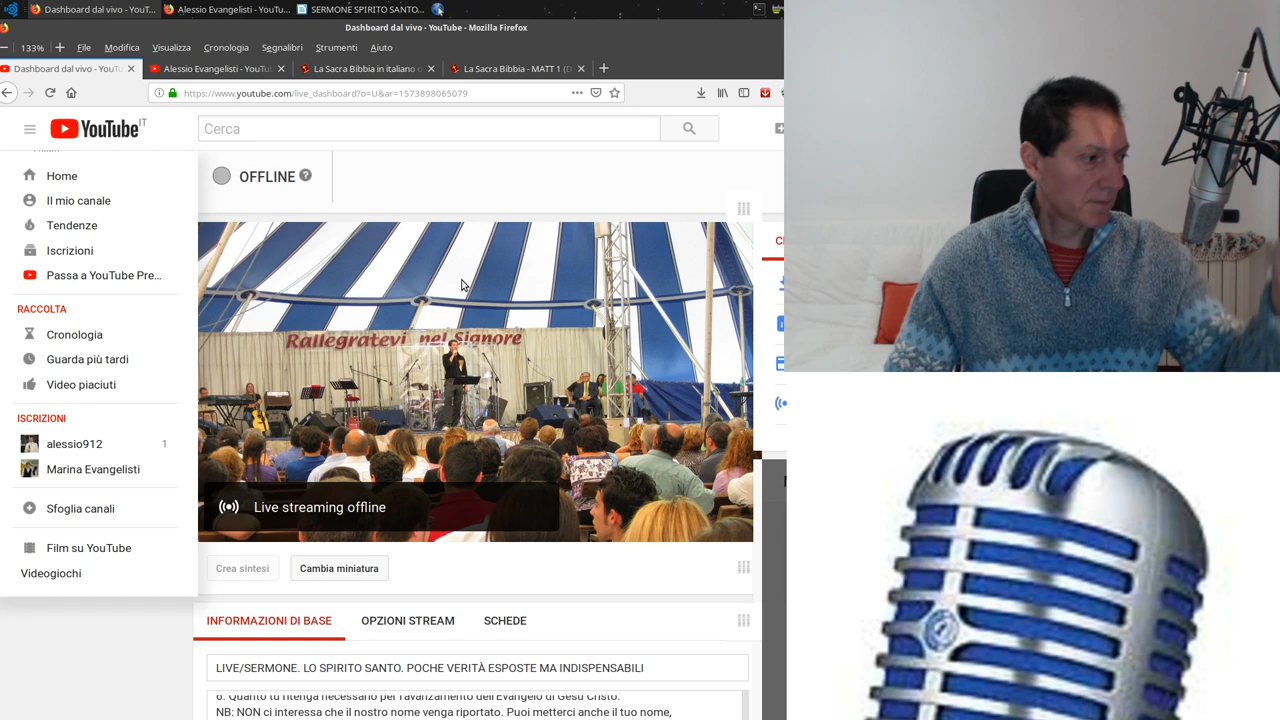 Dashboard dal vivo - YouT...
Alessio Evangelisti - YouTu...
SERMONE SPIRITO SANTO...
Dashboard dal vivo - YouTube - Mozilla Firefox
133%
File Modifica Visualizza Cronologia Segnalibri Strumenti Aiuto
Dashboard dal vivo - YouTu
Alessio Evangelisti - YouTu
La Sacra Bibbia in italiano o
La Sacra Bibbia - MATT 1 (D
https://www.youtube.com/live_dashboard?o=U&ar=1573898065079
YouTube IT
Cerca
OFFLINE ?
Home
Il mio canale
Tendenze
Iscrizioni
Passa a YouTube Pre...
RACCOLTA
Cronologia
Guarda più tardi
Video piaciuti
ISCRIZIONI
alessio912 1
Marina Evangelisti
Sfoglia canali
Film su YouTube
Videogiochi
Rallegratevi nel Signore
Live streaming offline
Crea sintesi
Cambia miniatura
INFORMAZIONI DI BASE OPZIONI STREAM SCHEDE
LIVE/SERMONE. LO SPIRITO SANTO. POCHE VERITÀ ESPOSTE MA INDISPENSABILI
6. Quanto tu ritenga necessario per l'avanzamento dell'Evangelo di Gesù Cristo.
NB: NON ci interessa che il nostro nome venga riportato. Puoi metterci anche il tuo nome,